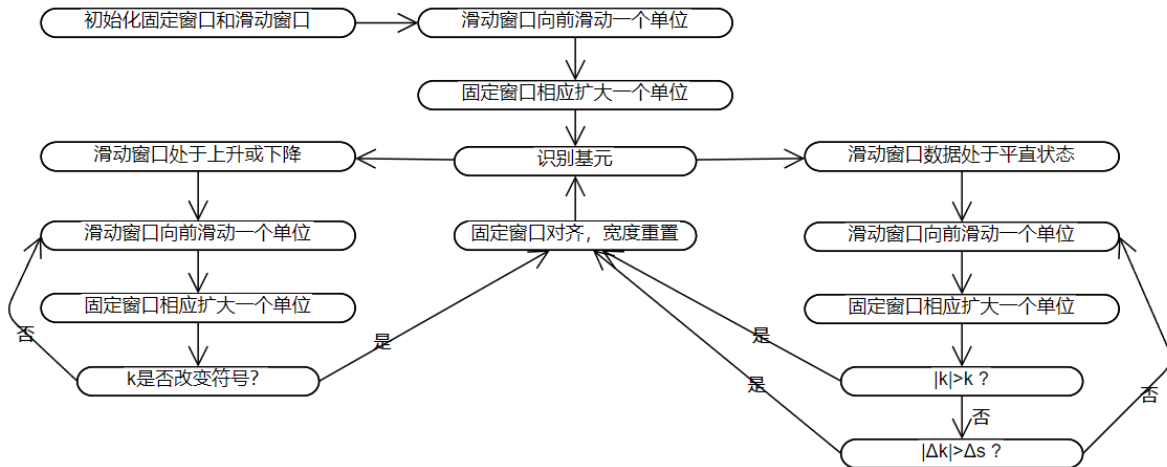 初始化固定窗口和滑动窗口
滑动窗口向前滑动一个单位
固定窗口相应扩大一个单位
滑动窗口处于上升或下降
识别基元
滑动窗口数据处于平直状态
滑动窗口向前滑动一个单位
固定窗口对齐，宽度重置
滑动窗口向前滑动一个单位
固定窗口相应扩大一个单位
固定窗口相应扩大一个单位
否
是
是
k是否改变符号?
是
|k|>k ?
否
否
|Δk|>Δs ?